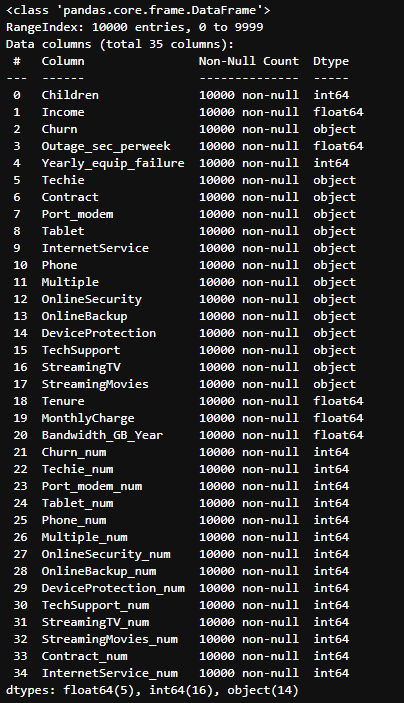 <class 'pandas.core.frame.DataFrame'>
RangeIndex: 10000 entries, 0 to 9999
Data columns (total 35 columns):
 #   Column                Non-Null Count  Dtype
---  ------                --------------  -----
 0   Children              10000 non-null  int64
 1   Income                10000 non-null  float64
 2   Churn                 10000 non-null  object
 3   Outage_sec_perweek    10000 non-null  float64
 4   Yearly_equip_failure  10000 non-null  int64
 5   Techie                10000 non-null  object
 6   Contract              10000 non-null  object
 7   Port_modem            10000 non-null  object
 8   Tablet                10000 non-null  object
 9   InternetService       10000 non-null  object
 10  Phone                 10000 non-null  object
 11  Multiple              10000 non-null  object
 12  OnlineSecurity        10000 non-null  object
 13  OnlineBackup          10000 non-null  object
 14  DeviceProtection      10000 non-null  object
 15  TechSupport           10000 non-null  object
 16  StreamingTV           10000 non-null  object
 17  StreamingMovies       10000 non-null  object
 18  Tenure                10000 non-null  float64
 19  MonthlyCharge         10000 non-null  float64
 20  Bandwidth_GB_Year     10000 non-null  float64
 21  Churn_num             10000 non-null  int64
 22  Techie_num            10000 non-null  int64
 23  Port_modem_num        10000 non-null  int64
 24  Tablet_num            10000 non-null  int64
 25  Phone_num             10000 non-null  int64
 26  Multiple_num          10000 non-null  int64
 27  OnlineSecurity_num    10000 non-null  int64
 28  OnlineBackup_num      10000 non-null  int64
 29  DeviceProtection_num  10000 non-null  int64
 30  TechSupport_num       10000 non-null  int64
 31  StreamingTV_num       10000 non-null  int64
 32  StreamingMovies_num   10000 non-null  int64
 33  Contract_num          10000 non-null  int64
 34  InternetService_num   10000 non-null  int64
dtypes: float64(5), int64(16), object(14)